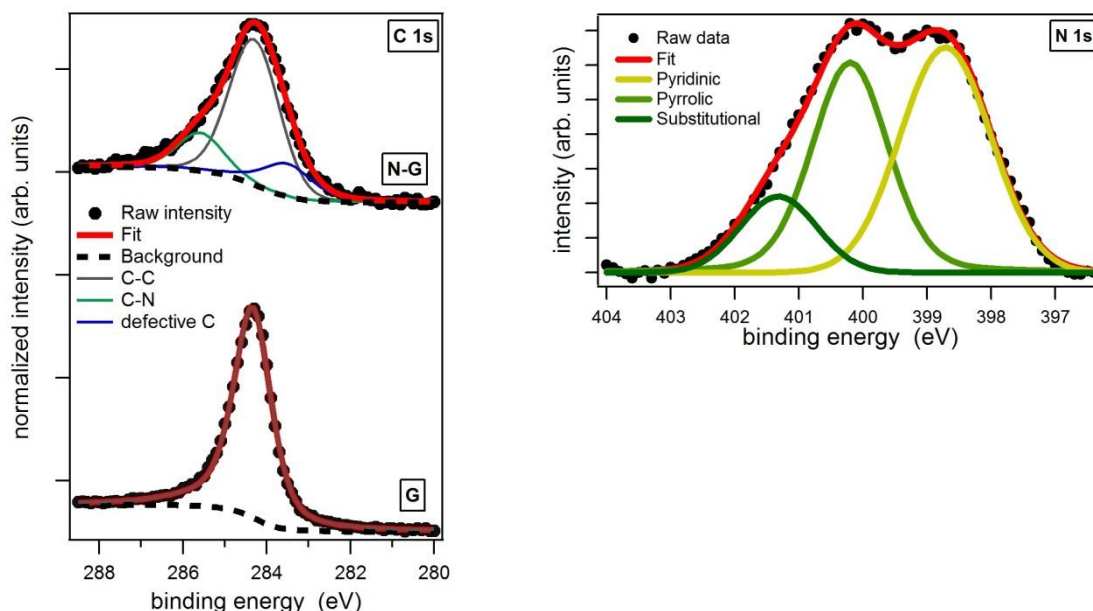 C 1s
N-G
Raw intensity
Fit
Background
C-C
C-N
defective C
G
normalized intensity (arb. units)
288 286 284 282 280
binding energy (eV)
N 1s
Raw data
Fit
Pyridinic
Pyrrolic
Substitutional
intensity (arb. units)
404 403 402 401 400 399 398 397
binding energy (eV)